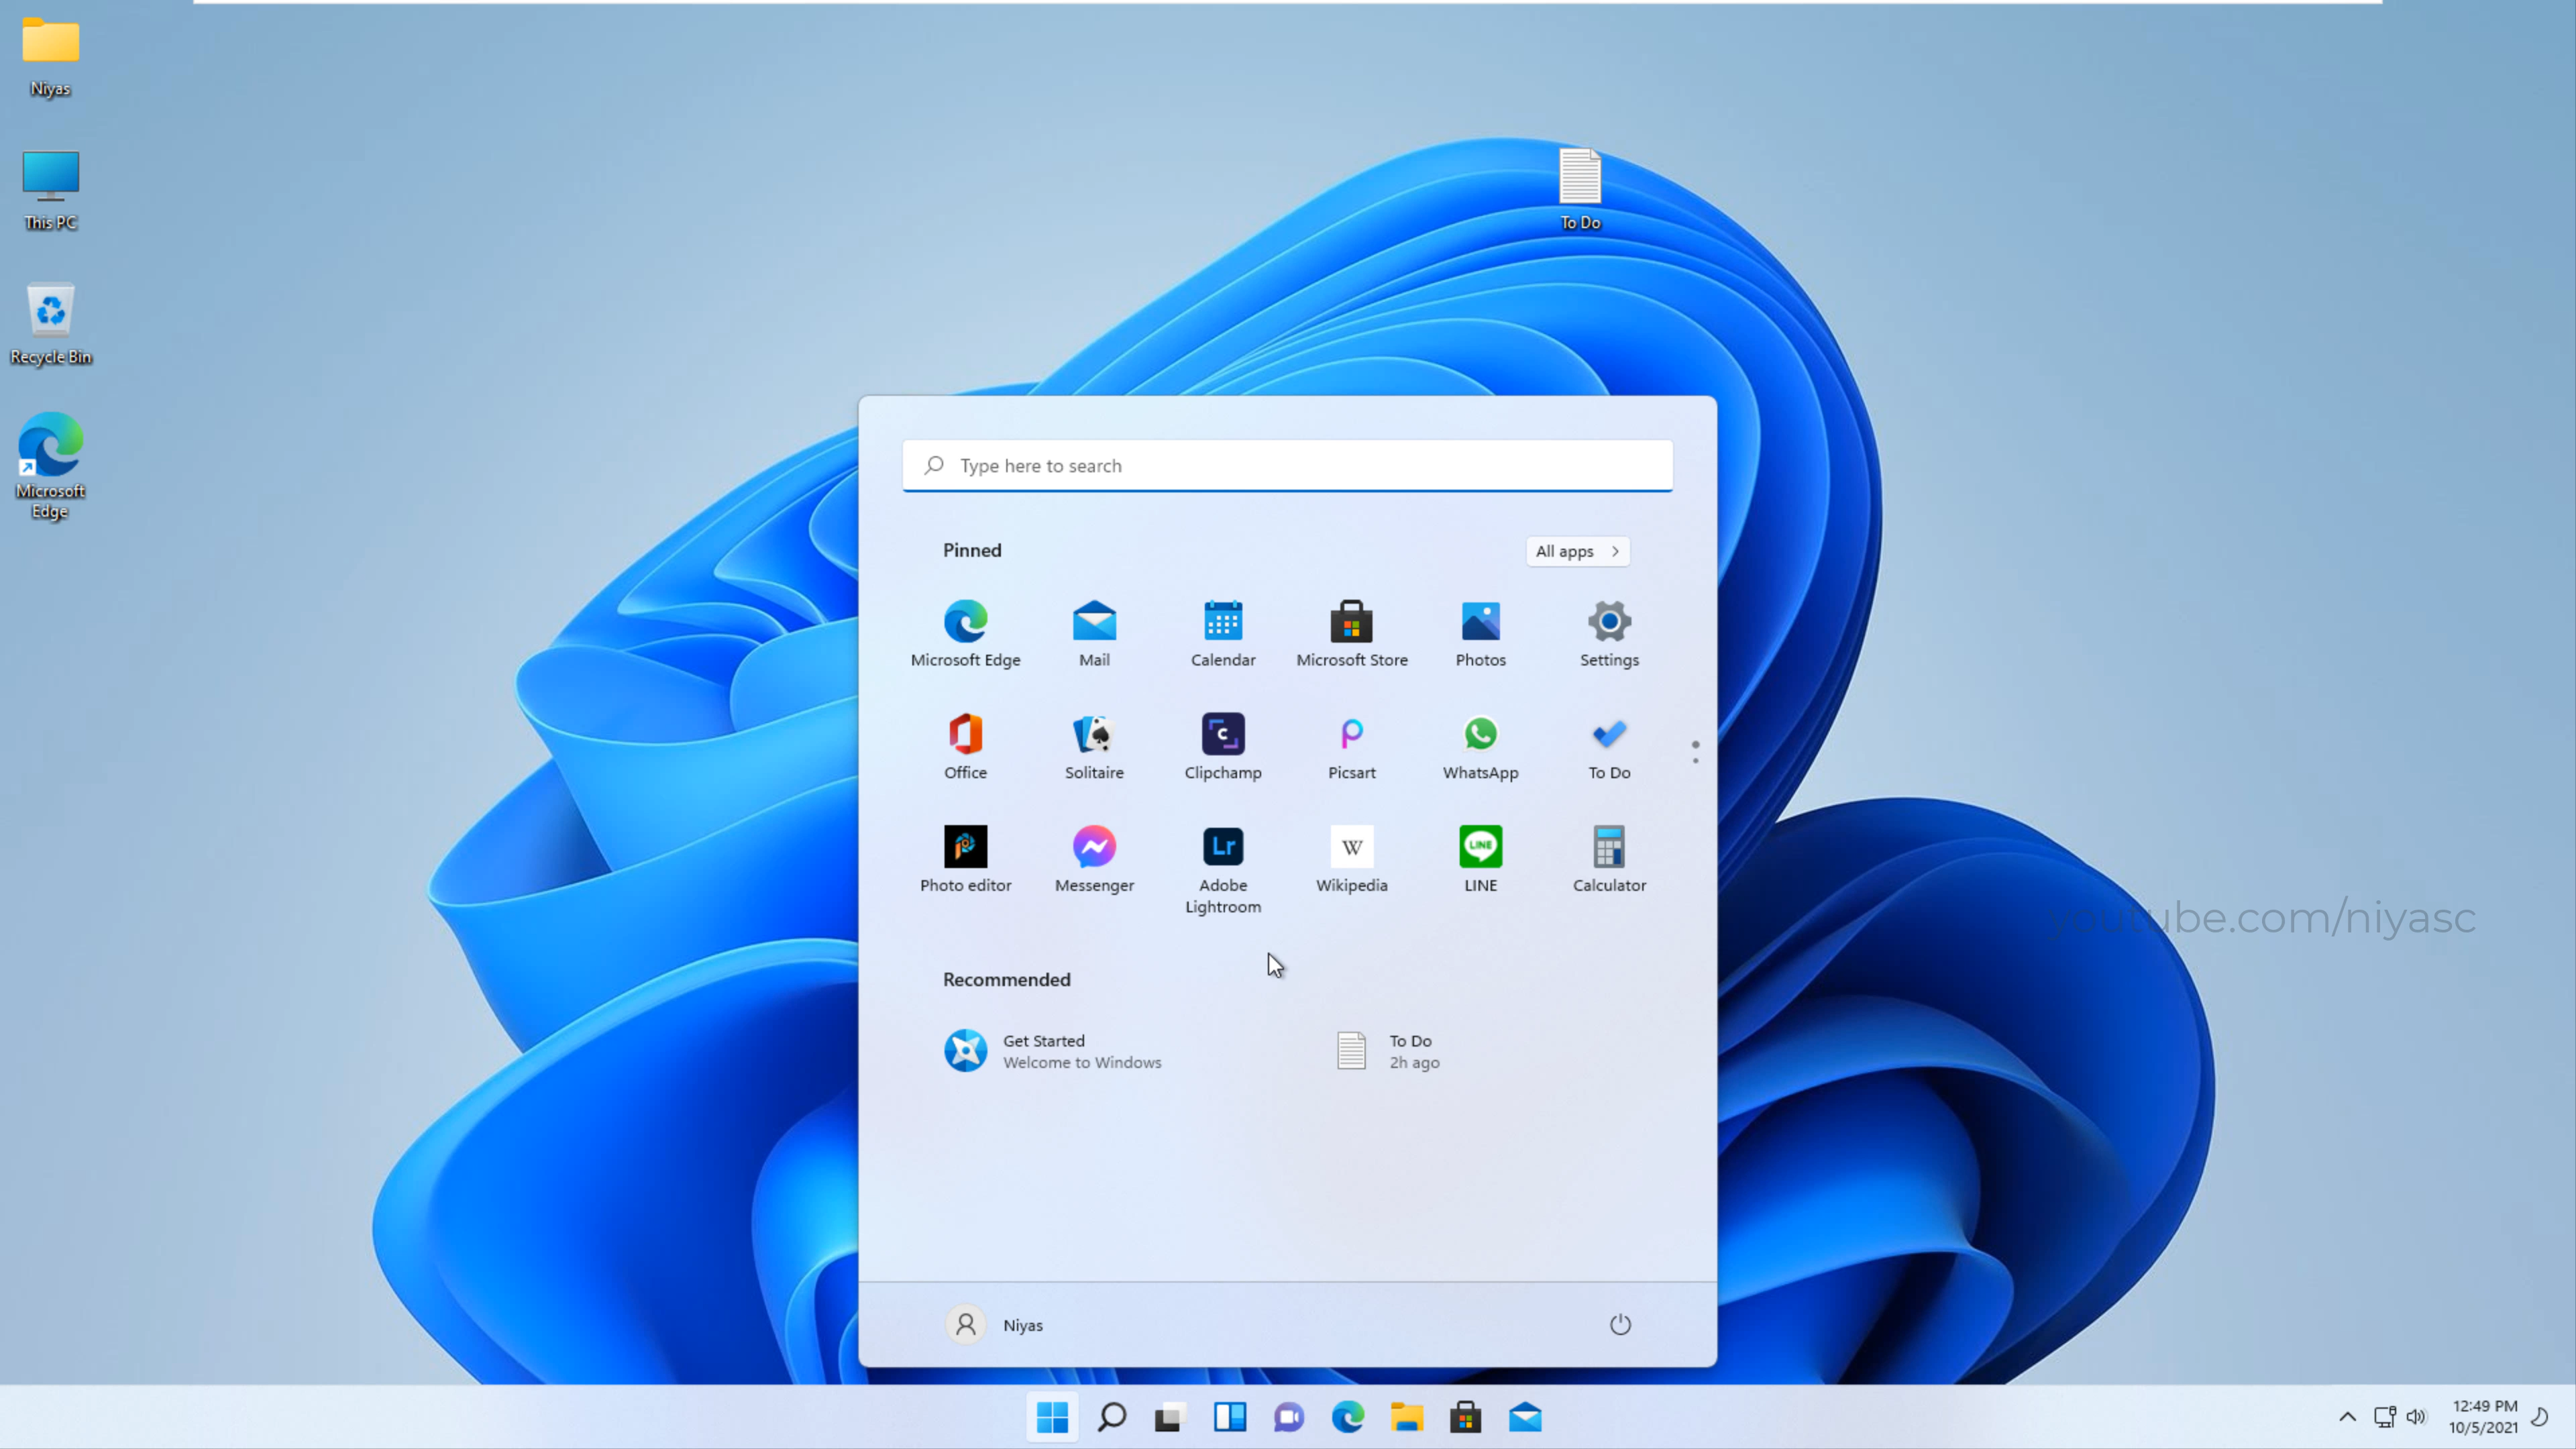 Niyas
This PC
Recycle Bin
Microsoft
Edge
To Do
Type here to search
Pinned
All apps
Microsoft Edge
Mail
Calendar
Microsoft Store
Photos
Settings
Office
Solitaire
Clipchamp
Picsart
WhatsApp
To Do
Photo editor
Messenger
Lr
Adobe
Lightroom
W
Wikipedia
LINE
LINE
Calculator
Recommended
Get Started
Welcome to Windows
To Do
2h ago
Niyas
youtube.com/niyasc
12:49 PM
10/5/2021